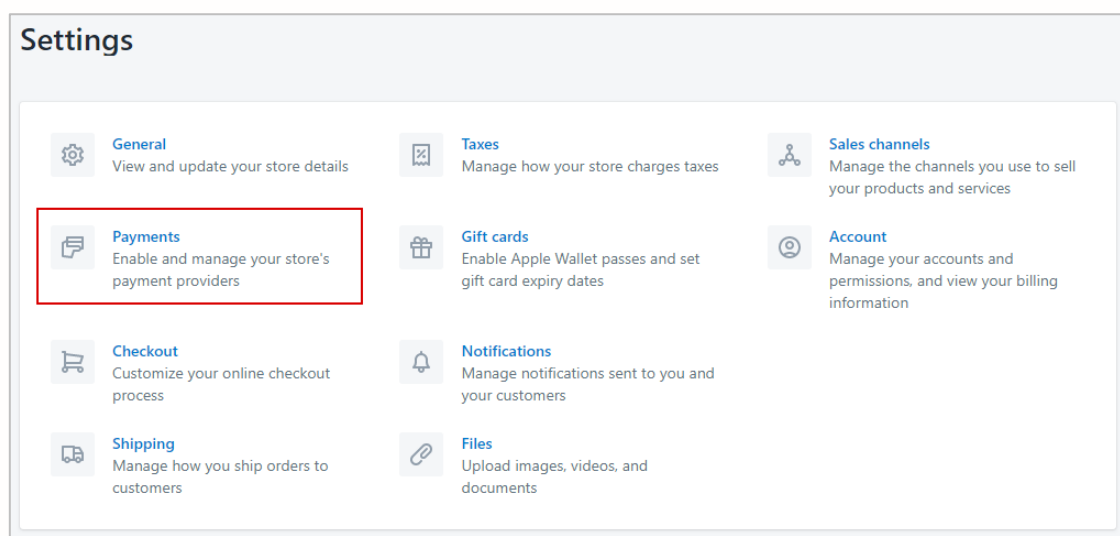 Settings
General
View and update your store details
Taxes
Manage how your store charges taxes
Sales channels
Manage the channels you use to sell
your products and services
Payments
Enable and manage your store's
payment providers
Gift cards
Enable Apple Wallet passes and set
gift card expiry dates
Account
Manage your accounts and
permissions, and view your billing
information
Checkout
Customize your online checkout
process
Notifications
Manage notifications sent to you and
your customers
Shipping
Manage how you ship orders to
customers
Files
Upload images, videos, and
documents